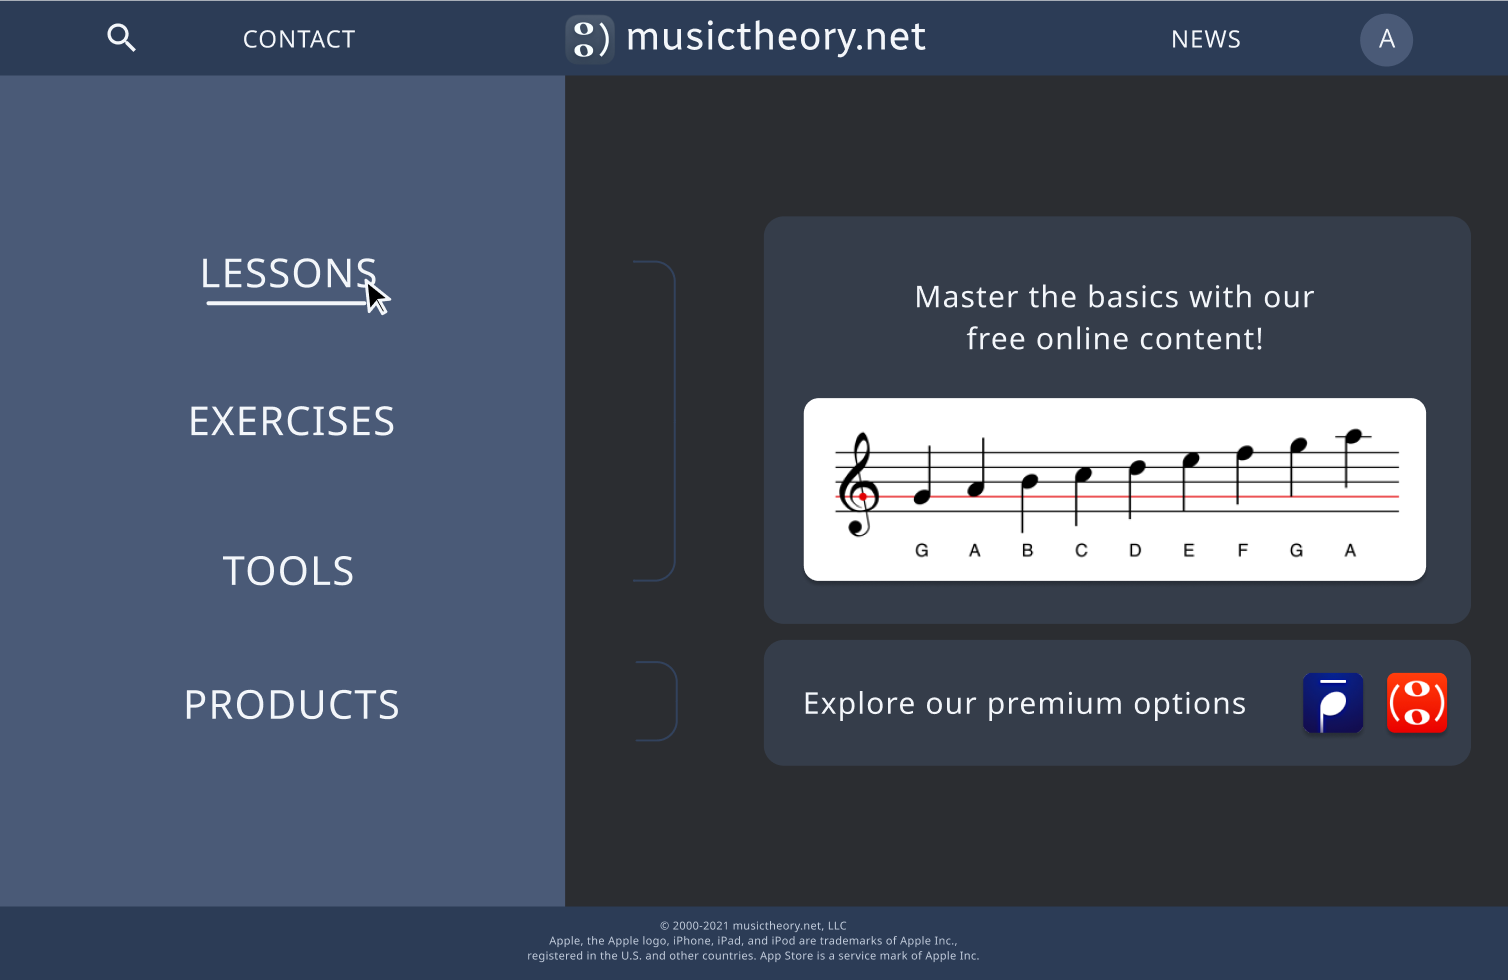 CONTACT
musictheory.net
NEWS
A
LESSONS
EXERCISES
TOOLS
PRODUCTS
Master the basics with our
free online content!
G A B C D E F G A
Explore our premium options
© 2000-2021 musictheory.net, LLC
Apple, the Apple logo, iPhone, iPad, and iPod are trademarks of Apple Inc.,
registered in the U.S. and other countries. App Store is a service mark of Apple Inc.